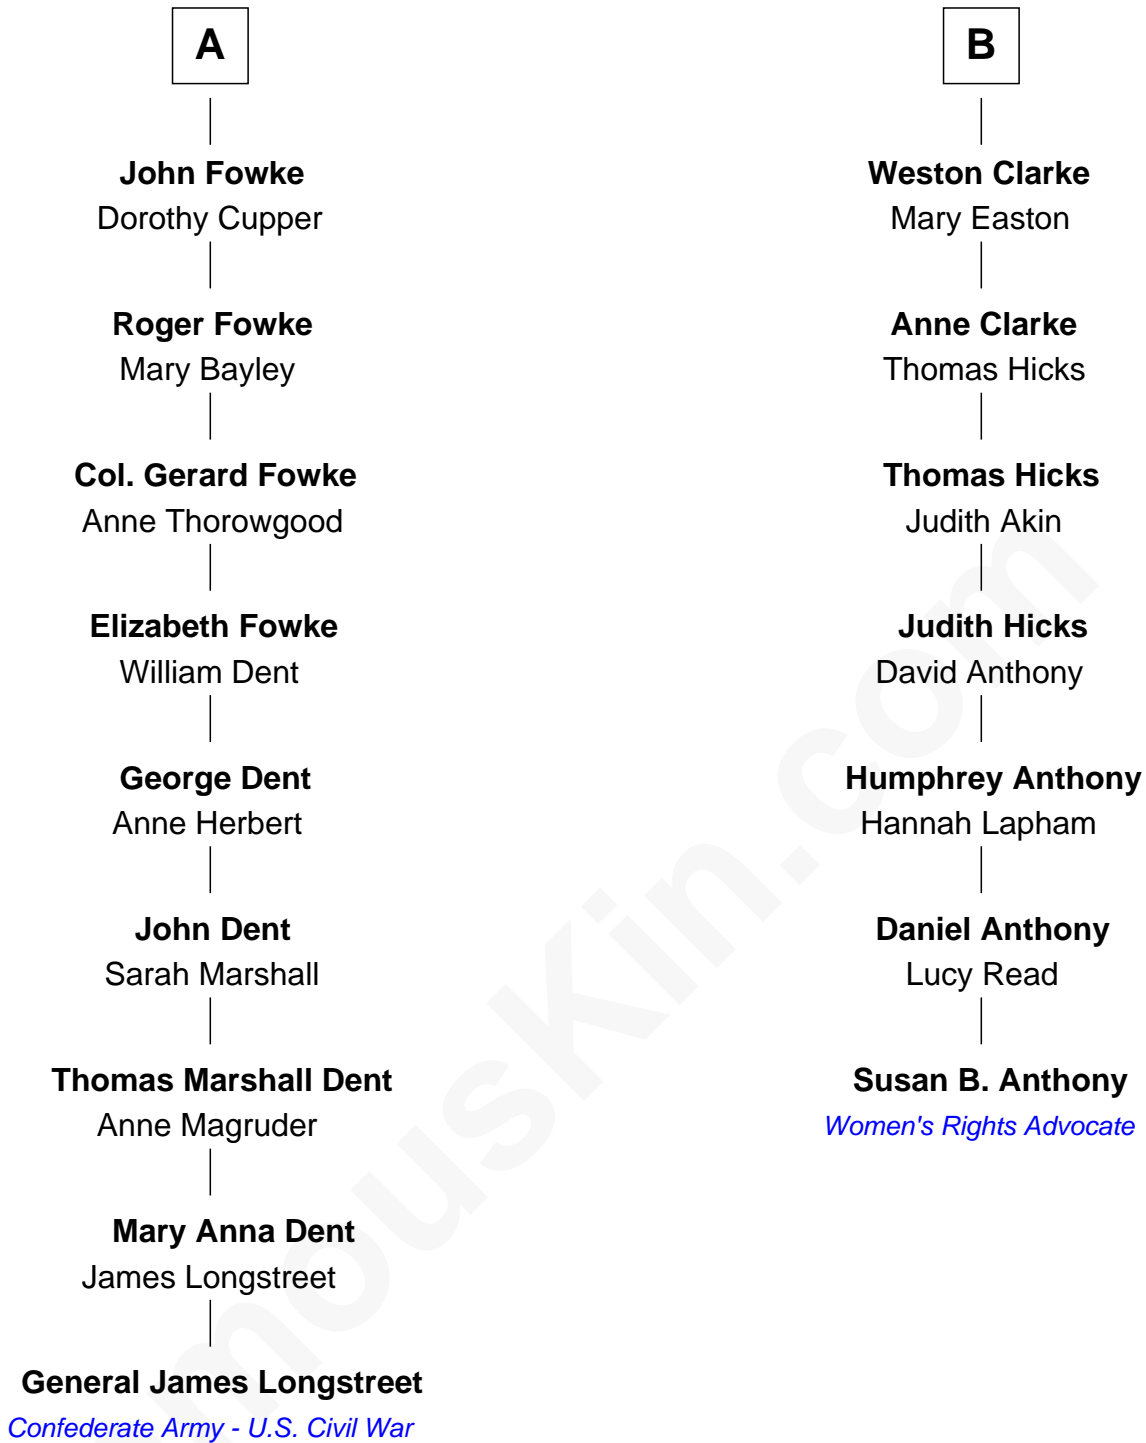 A
John Fowke
Dorothy Cupper
Roger Fowke
Mary Bayley
Col. Gerard Fowke
Anne Thorowgood
Elizabeth Fowke
William Dent
George Dent
Anne Herbert
John Dent
Sarah Marshall
Thomas Marshall Dent
Anne Magruder
Mary Anna Dent
James Longstreet
General James Longstreet
Confederate Army - U.S. Civil War
B
Weston Clarke
Mary Easton
Anne Clarke
Thomas Hicks
Thomas Hicks
Judith Akin
Judith Hicks
David Anthony
Humphrey Anthony
Hannah Lapham
Daniel Anthony
Lucy Read
Susan B. Anthony
Women's Rights Advocate
mouskin.com